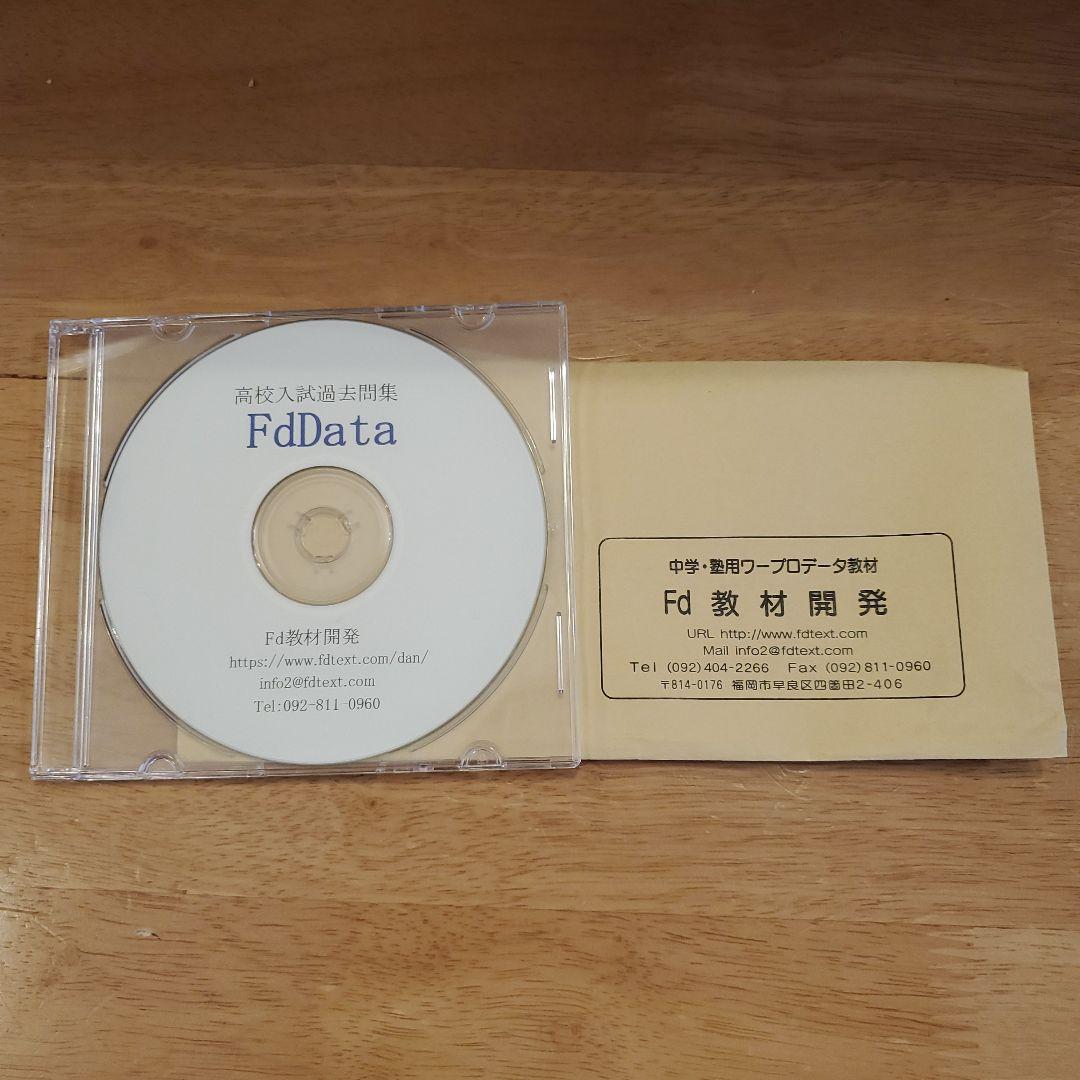 高校入試過去問集
FdData
Fd教材開発
https://www.fdtext.com/dan/
info2@fdtext.com
Tel:092-811-0960
中学・塾用ワープロデータ教材
Fd 教材開発
URL http://www.fdtext.com
Mail info2@fdtext.com
Tel (092)404-2266 Fax (092)811-0960
〒814-0176 福岡市早良区四箇田2-406